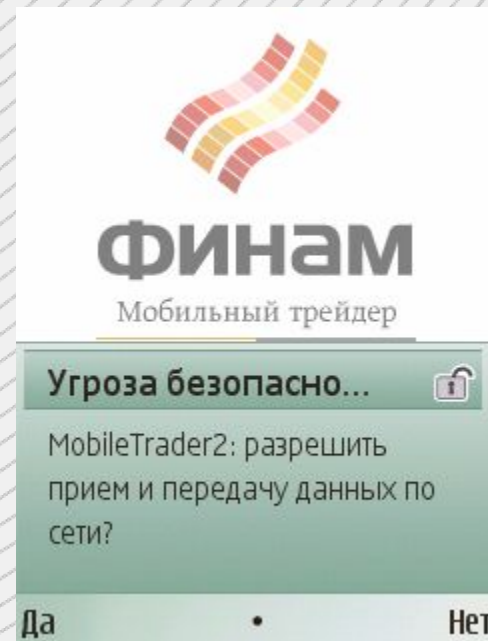 Финам
Мобильный трейдер
Угроза безопасно...
MobileTrader2: разрешить
прием и передачу данных по
сети?
Да
Нет